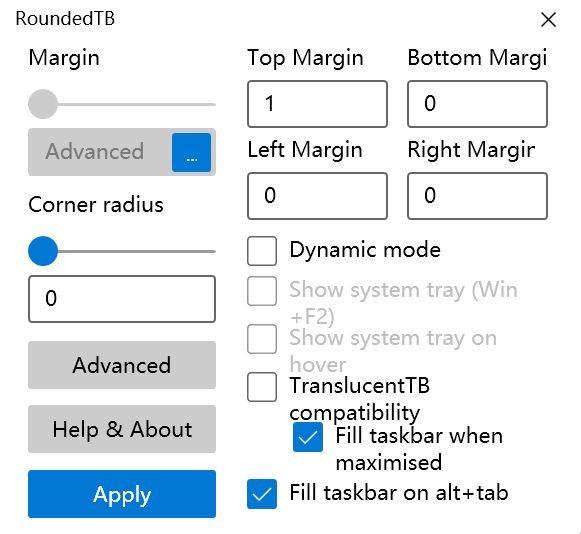 RoundedTB
Margin
Advanced
...
Corner radius
0
Advanced
Help & About
Apply
Top Margin
Bottom Margi
1
0
Left Margin
Right Margin
0
0
Dynamic mode
Show system tray (Win
+F2)
Show system tray on
hover
TranslucentTB
compatibility
Fill taskbar when
maximised
Fill taskbar on alt+tab